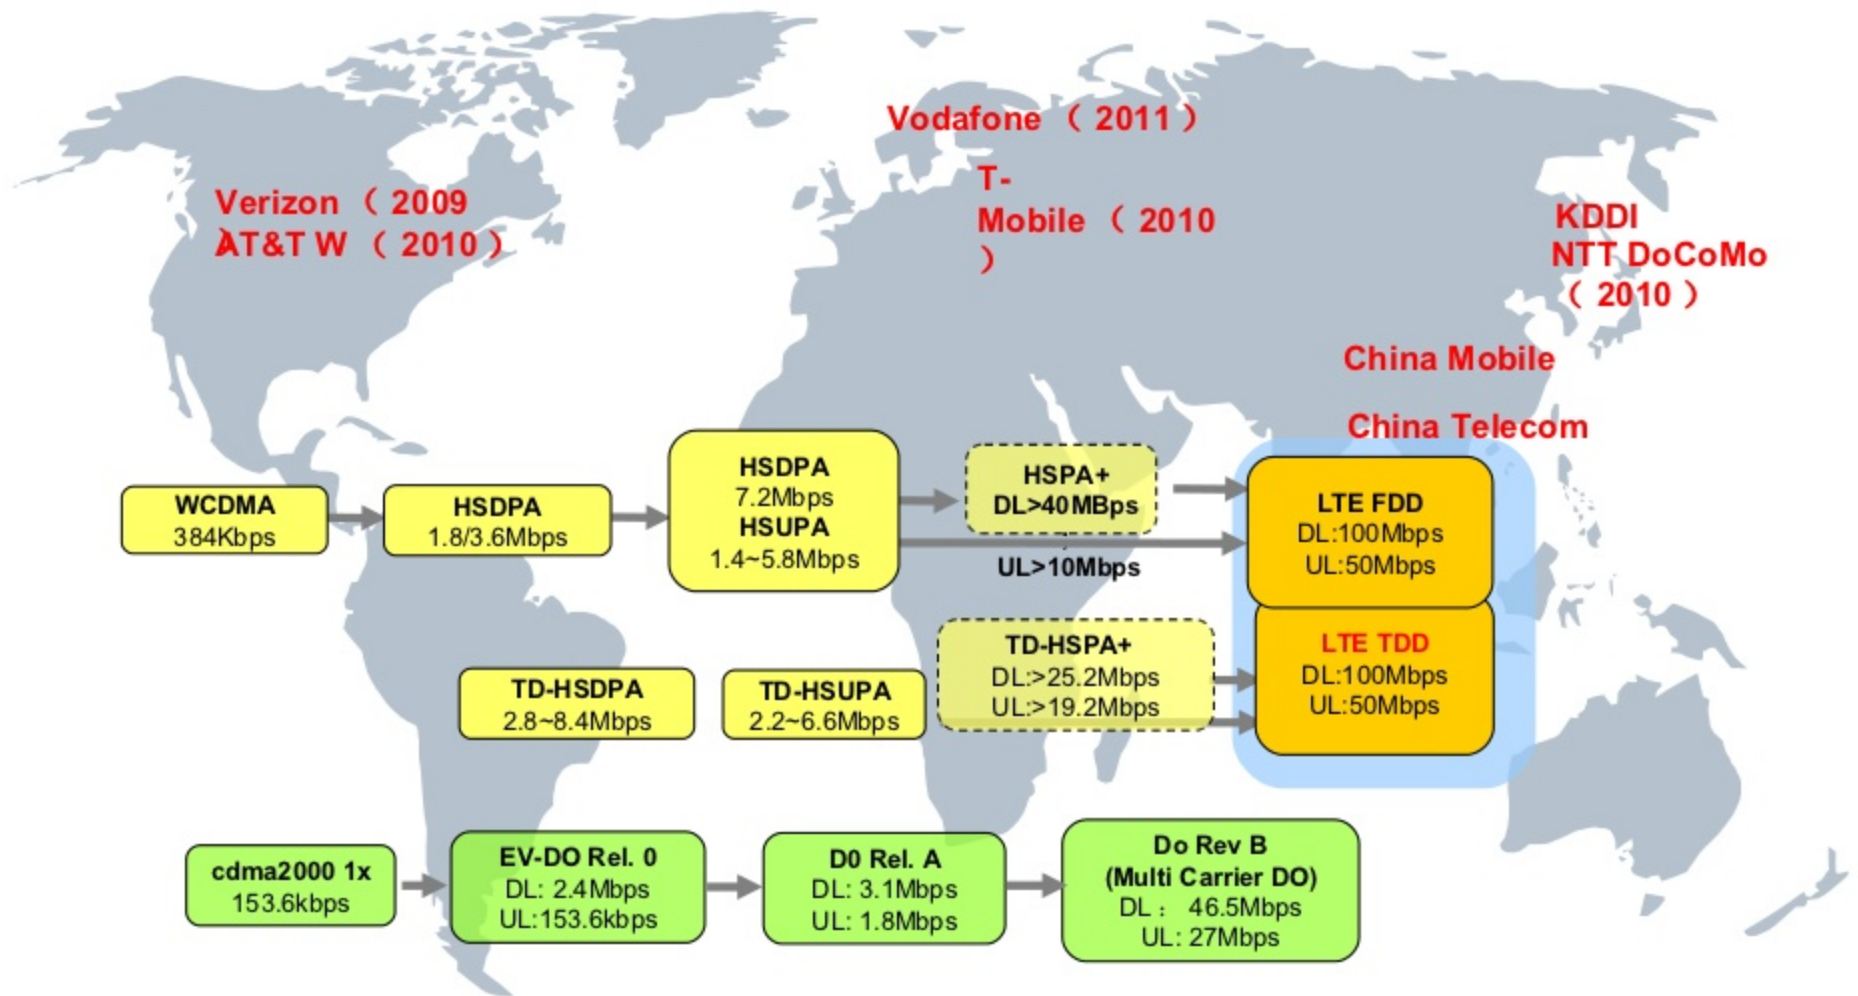 Vodafone （ 2011 ）
Verizon （ 2009
）
AT&T W （ 2010 ）
T-
Mobile （ 2010
）
KDDI
NTT DoCoMo
（ 2010 ）
China Mobile
China Telecom
WCDMA
384Kbps
HSDPA
1.8/3.6Mbps
HSDPA
7.2Mbps
HSUPA
1.4~5.8Mbps
HSPA+
DL>40MBps
UL>10Mbps
LTE FDD
DL:100Mbps
UL:50Mbps
TD-HSDPA
2.8~8.4Mbps
TD-HSUPA
2.2~6.6Mbps
TD-HSPA+
DL:>25.2Mbps
UL:>19.2Mbps
LTE TDD
DL:100Mbps
UL:50Mbps
cdma2000 1x
153.6kbps
EV-DO Rel. 0
DL: 2.4Mbps
UL:153.6kbps
D0 Rel. A
DL: 3.1Mbps
UL: 1.8Mbps
Do Rev B
(Multi Carrier DO)
DL： 46.5Mbps
UL: 27Mbps